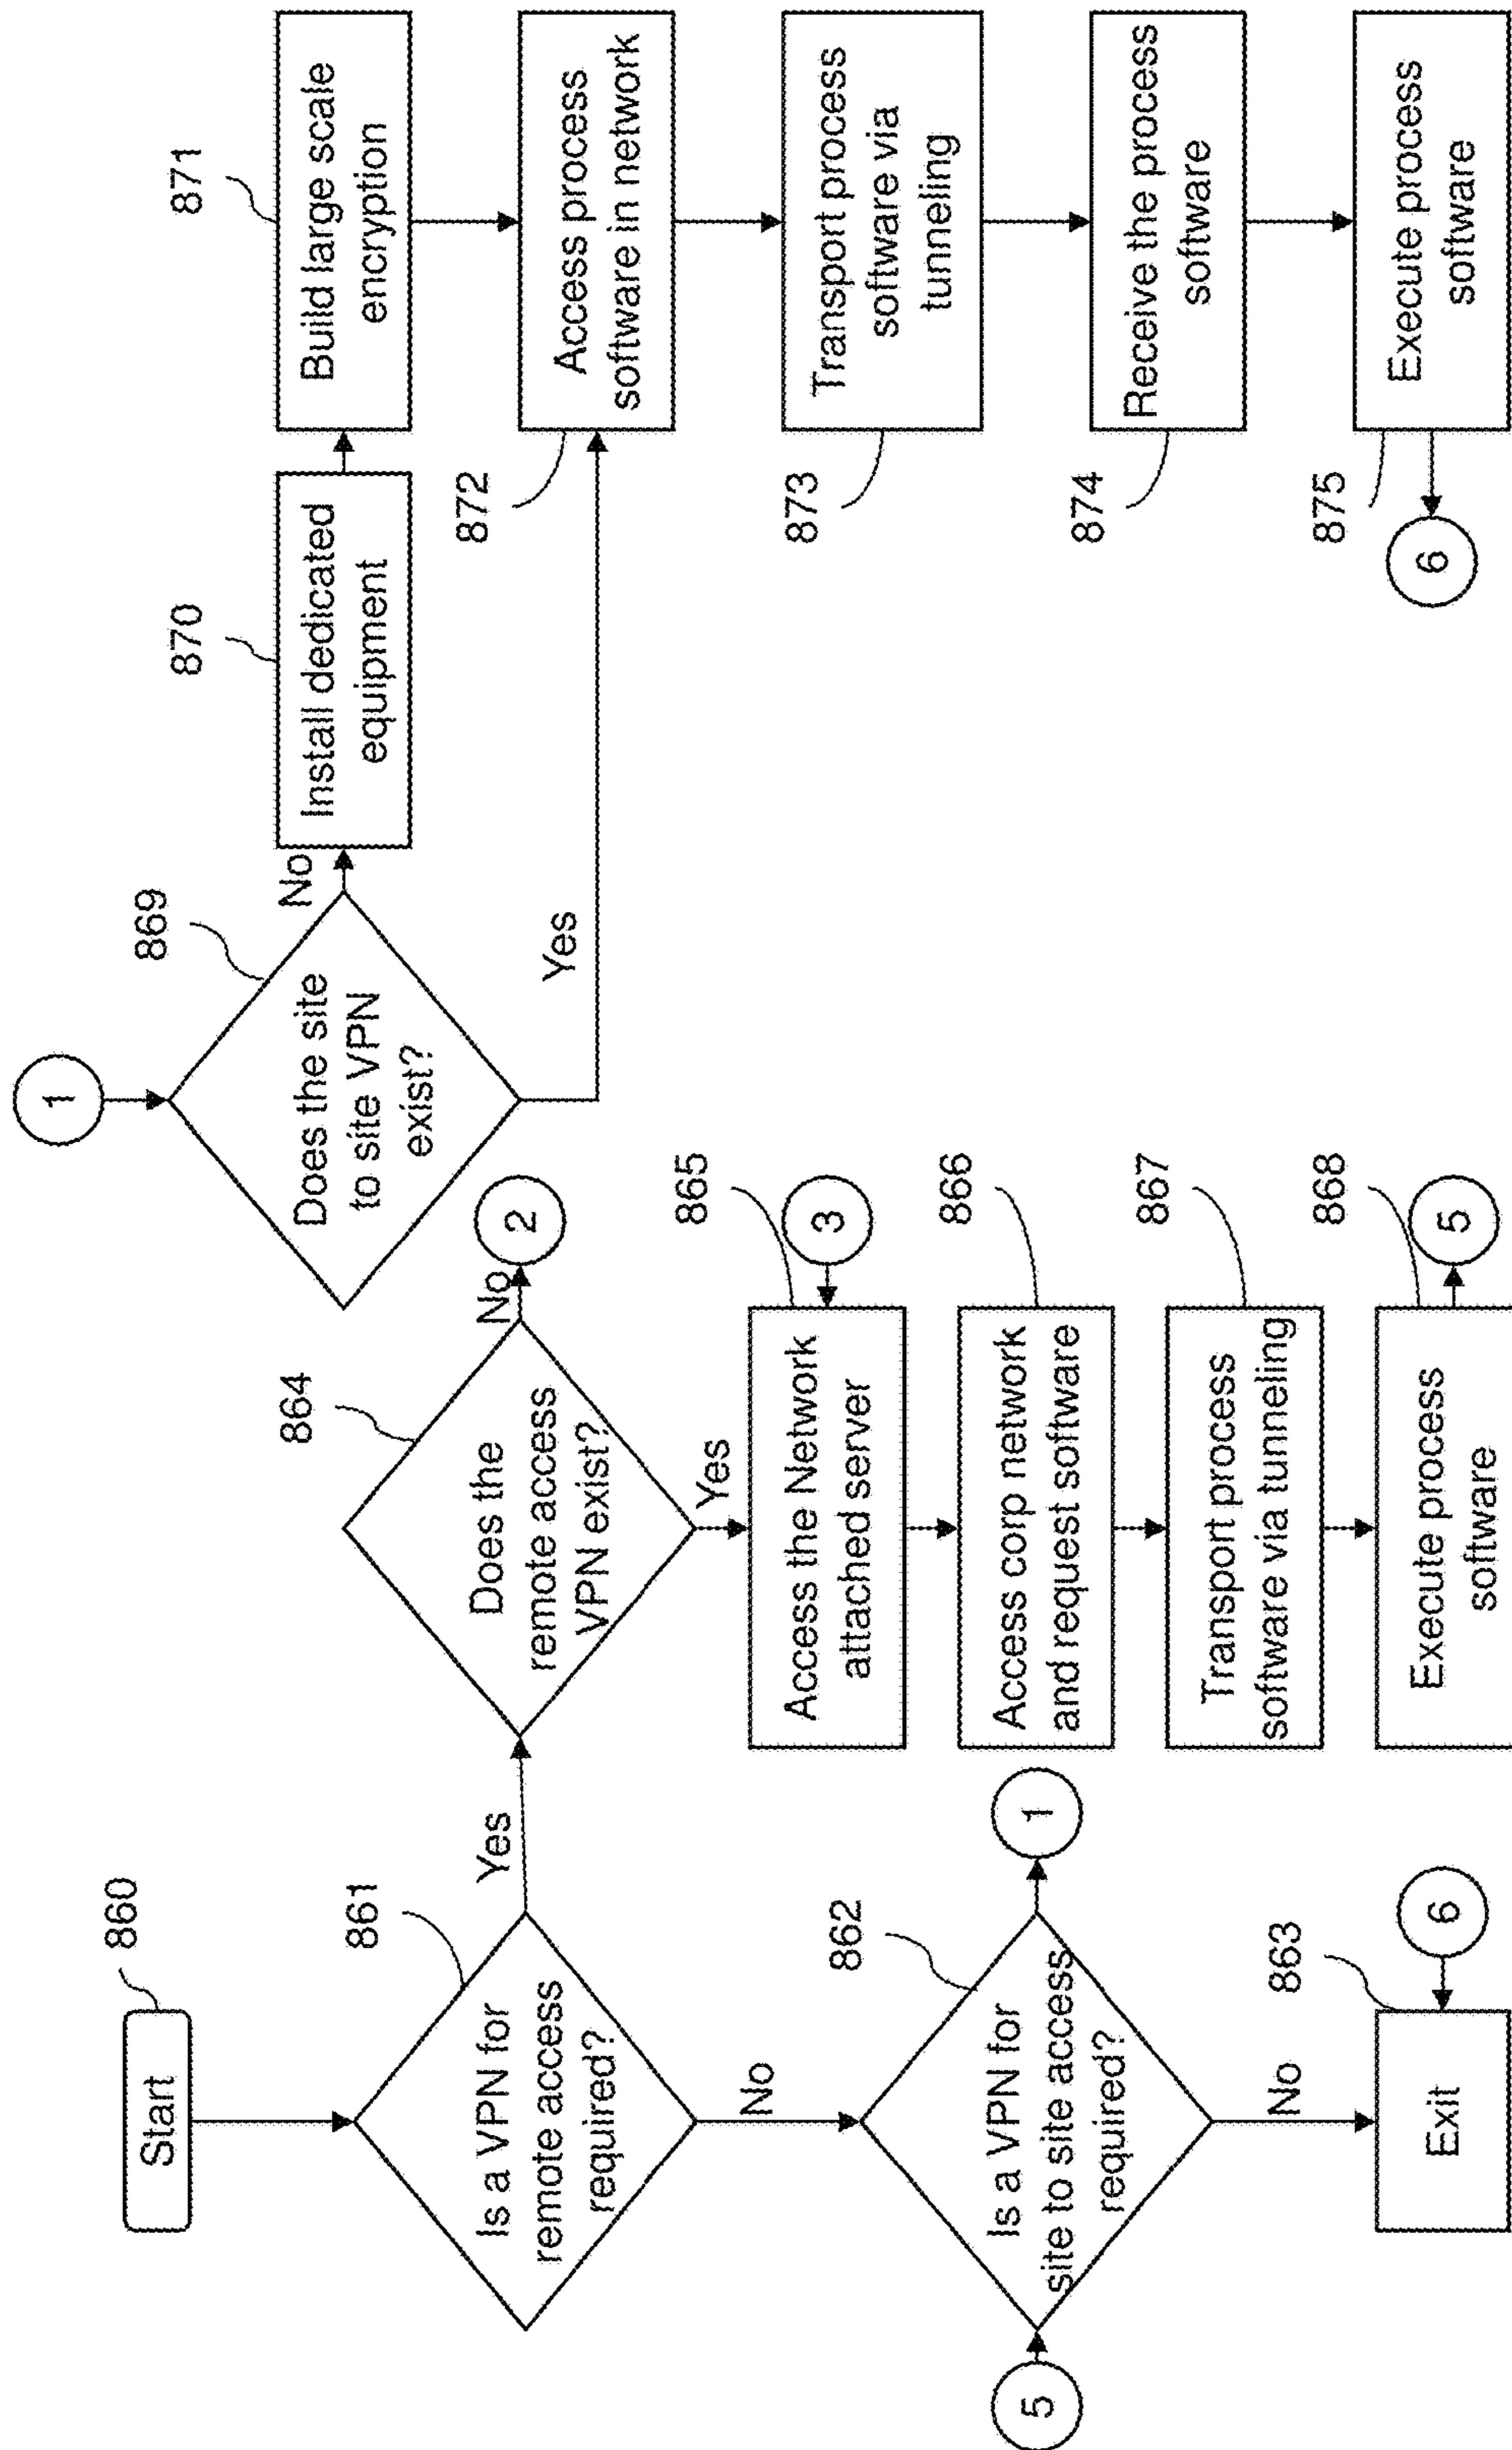 860
Start
861
Is a VPN for
remote access
required?
Yes
No
862
Is a VPN for
site to site access
required?
5
1
No
863
Exit
6
864
Does the
remote access
VPN exist?
No
2
Yes
865
Access the Network
attached server
3
866
Access corp network
and request software
867
Transport process
software via tunneling
868
Execute process
software
5
1
869
Does the site
to site VPN
exist?
No
Yes
870
Install dedicated
equipment
871
Build large scale
encryption
872
Access process
software in network
873
Transport process
software via
tunneling
874
Receive the process
software
875
Execute process
software
6